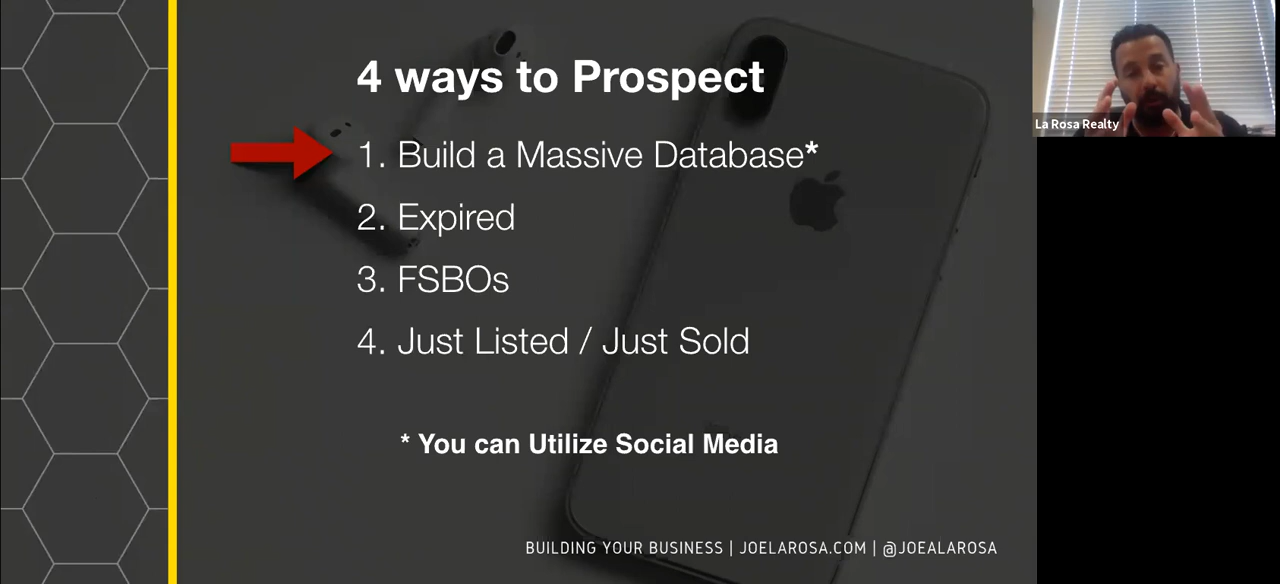 4 ways to Prospect
1. Build a Massive Database*
2. Expired
3. FSBOs
4. Just Listed / Just Sold
* You can Utilize Social Media
BUILDING YOUR BUSINESS | JOELAROSA.COM | @JOEALAROSA
La Rosa Realty